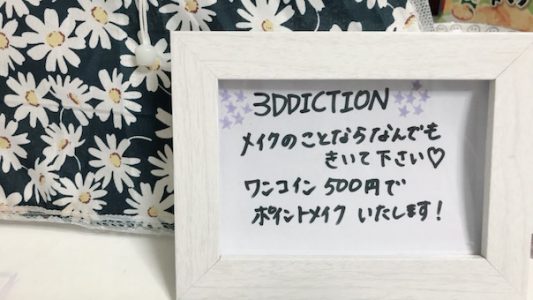 3DDICTION
メイクのことならなんでも
きいて下さい♡
ワンコイン 500円で
ポイントメイク いたします!